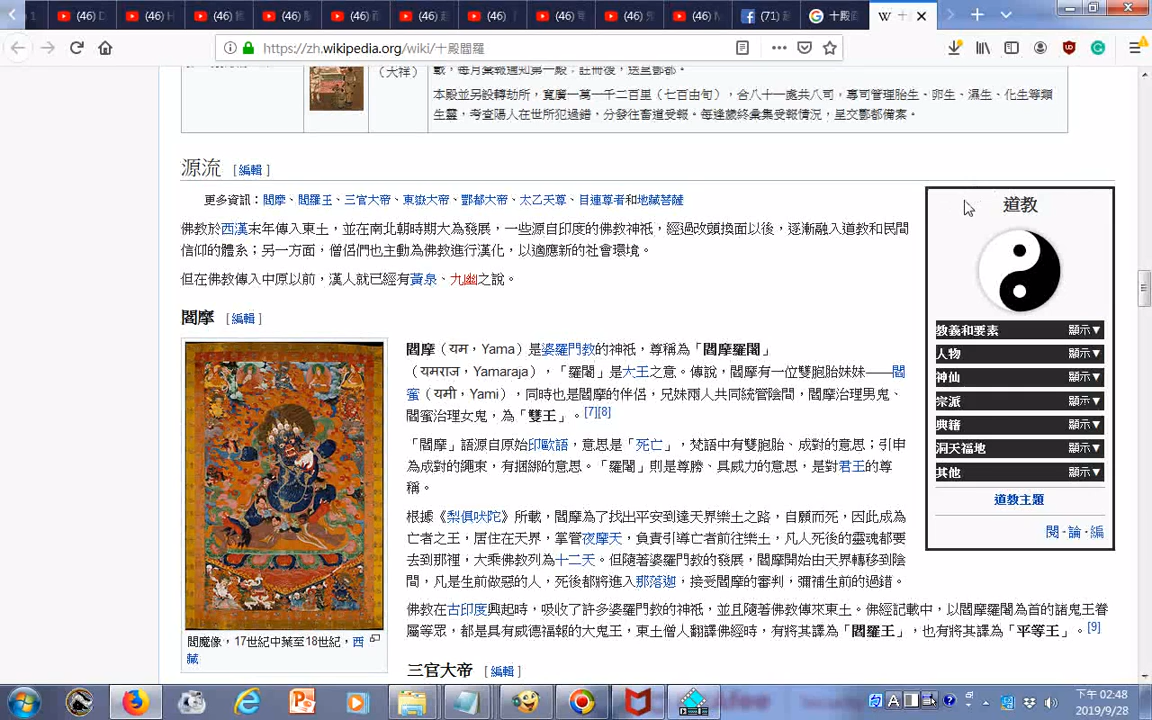 (46) D
(46) H
(46)
(46)
(46)
(46)
(46)
(46)
(46)
(46) M
(71)
十殿
W 十
https://zh.wikipedia.org/wiki/十殿閻羅
(大祥)
載，每月彙報通知第一殿，註冊後，送呈酆都。
本殿並另設轉劫所，寬廣一萬一千二百里（七百由旬），合八十一處共八司，專司管理胎生、卵生、濕生、化生等類
生靈，考查陽人在世所犯過錯，分發往畜道受報。每逢歲終彙集受報情況，呈交酆都備案。
源流 [編輯]
更多資訊：閻摩、閻羅王、三官大帝、東嶽大帝、酆都大帝、太乙天尊、目連尊者和地藏菩薩
佛教於西漢末年傳入東土，並在南北朝時期大為發展，一些源自印度的佛教神祇，經過改頭換面以後，逐漸融入道教和民間
信仰的體系；另一方面，僧侶們也主動為佛教進行漢化，以適應新的社會環境。
但在佛教傳入中原以前，漢人就已經有黃泉、九幽之說。
閻摩 [編輯]
閻摩（यम，Yama）是婆羅門教的神祇，尊稱為「閻摩羅闍」
（यमराज，Yamaraja），「羅闍」是大王之意。傳說，閻摩有一位雙胞胎妹妹——閻
蜜（यमी，Yami），同時也是閻摩的伴侶，兄妹兩人共同統管陰間，閻摩治理男鬼、
閻蜜治理女鬼，為「雙王」。[7][8]
「閻摩」語源自原始印歐語，意思是「死亡」，梵語中有雙胞胎、成對的意思；引申
為成對的繩束，有捆綁的意思。「羅闍」則是尊勝、具威力的意思，是對君王的尊
稱。
根據《梨俱吠陀》所載，閻摩為了找出平安到達天界樂土之路，自願而死，因此成為
亡者之王，居住在天界，掌管夜摩天，負責引導亡者前往樂土，凡人死後的靈魂都要
去到那裡，大乘佛教列為十二天。但隨著婆羅門教的發展，閻摩開始由天界轉移到陰
間，凡是生前做惡的人，死後都將進入那落迦，接受閻摩的審判，彌補生前的過錯。
佛教在古印度興起時，吸收了許多婆羅門教的神祇，並且隨著佛教傳來東土。佛經記載中，以閻摩羅闍為首的諸鬼王眷
屬等眾，都是具有威德福報的大鬼王，東土僧人翻譯佛經時，有將其譯為「閻羅王」，也有將其譯為「平等王」。[9]
閻魔像，17世紀中葉至18世紀，西
藏
三官大帝 [編輯]
道教
教義和要素 顯示▼
人物 顯示▼
神仙 顯示▼
宗派 顯示▼
典籍 顯示▼
洞天福地 顯示▼
其他 顯示▼
道教主題
閱·論·編
A
下午 02:48
2019/9/28